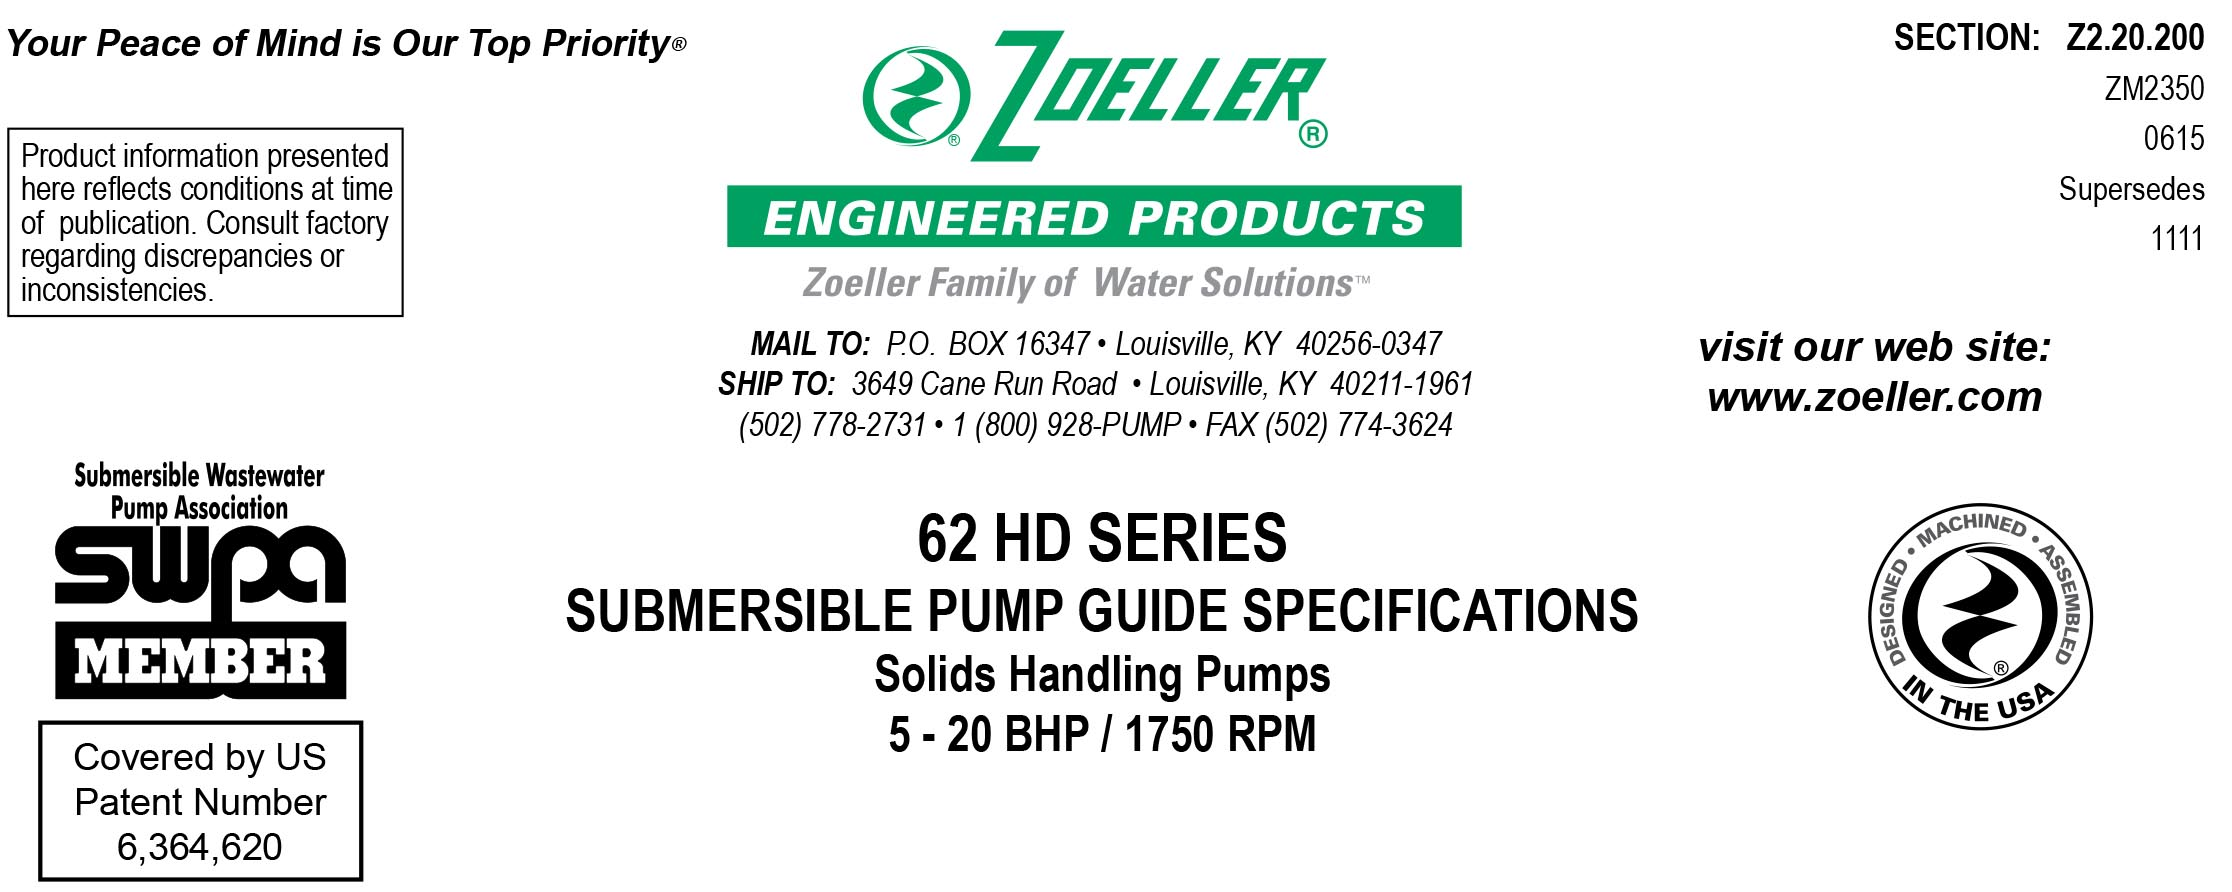 Your Peace of Mind is Our Top Priority®
Product information presented
here reflects conditions at time
of publication. Consult factory
regarding discrepancies or
inconsistencies.
®
ZOELLER®
ENGINEERED PRODUCTS
Zoeller Family of Water Solutions™
MAIL TO: P.O. BOX 16347 • Louisville, KY 40256-0347
SHIP TO: 3649 Cane Run Road • Louisville, KY 40211-1961
(502) 778-2731 • 1 (800) 928-PUMP • FAX (502) 774-3624
SECTION: Z2.20.200
ZM2350
0615
Supersedes
1111
visit our web site:
www.zoeller.com
Submersible Wastewater
Pump Association
swpa
MEMBER
Covered by US
Patent Number
6,364,620
62 HD SERIES
SUBMERSIBLE PUMP GUIDE SPECIFICATIONS
Solids Handling Pumps
5 - 20 BHP / 1750 RPM
DESIGNED • MACHINED • ASSEMBLED
®
IN THE USA